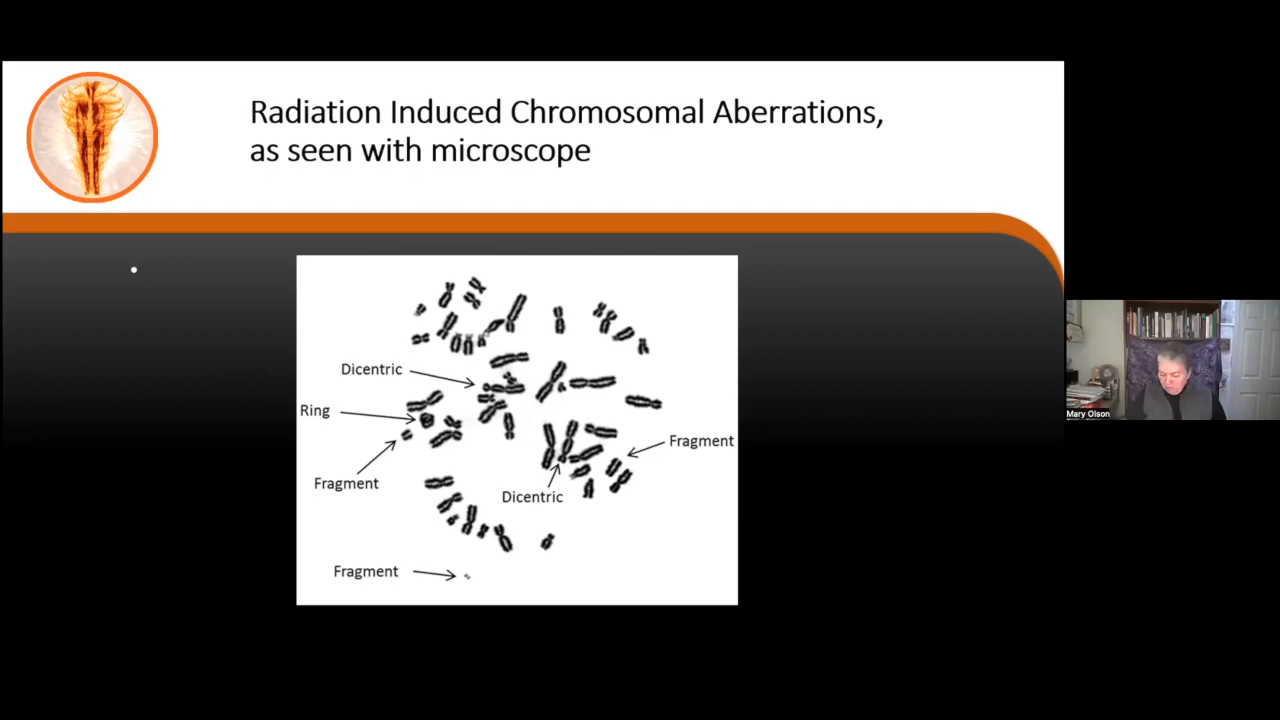 Radiation Induced Chromosomal Aberrations,
as seen with microscope
Dicentric
Ring
Fragment
Fragment
Dicentric
Fragment
Mary Olson